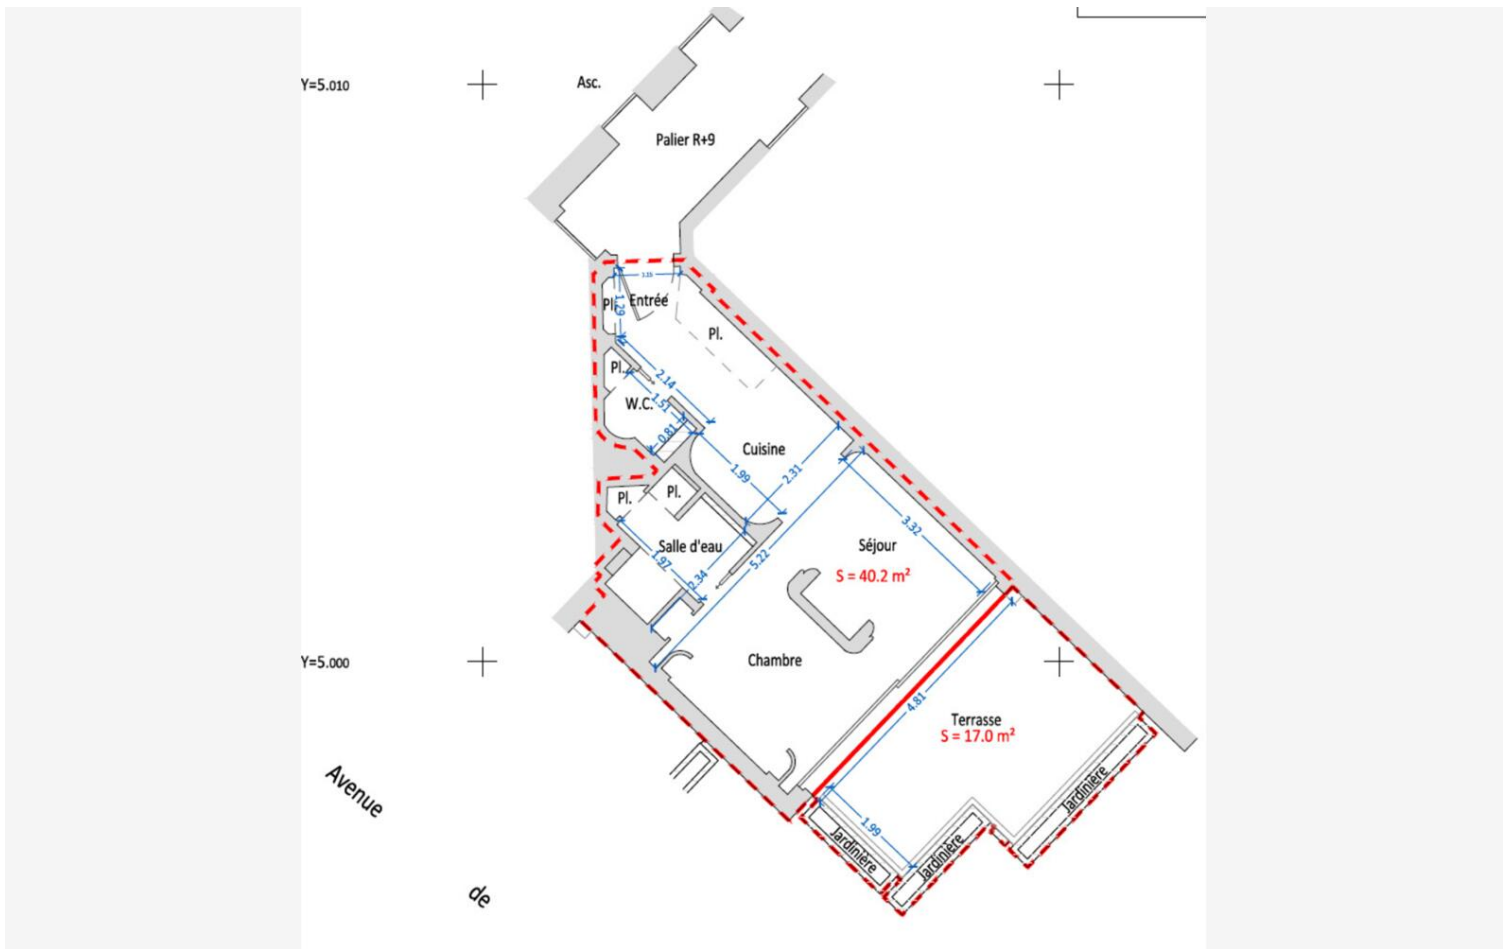 Y=5.010
Asc.
Palier R+9
Entrée
Pl.
1.29
Pl.
Pl.
2.14
1.51
W.C.
0.81
Cuisine
1.99
2.31
Pl.
Pl.
Salle d'eau
1.97
2.34
5.22
3.32
Séjour
S = 40.2 m²
Y=5.000
Chambre
4.81
Terrasse
S = 17.0 m²
Jardinière
1.99
Jardinière
Jardinière
Avenue
de